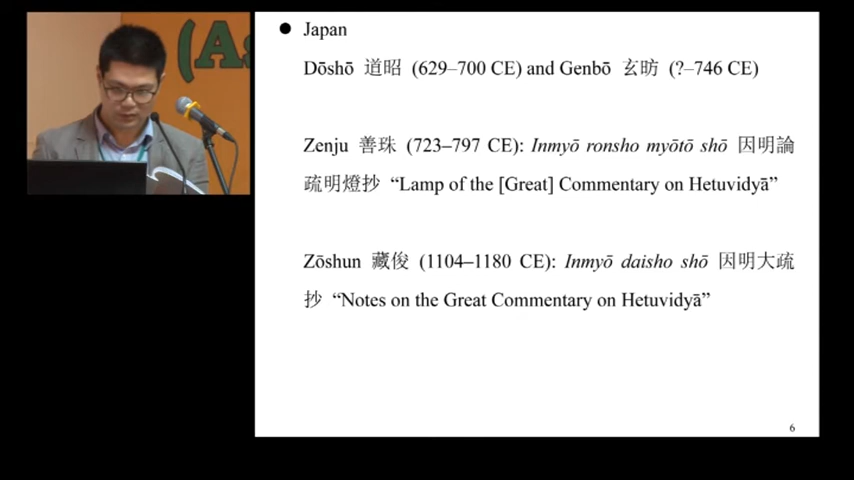 (As
● Japan
Dōshō 道昭 (629–700 CE) and Genbō 玄昉 (?–746 CE)
Zenju 善珠 (723–797 CE): Inmyō ronsho myōtō shō 因明論
疏明燈抄 “Lamp of the [Great] Commentary on Hetuvidyā”
Zōshun 藏俊 (1104–1180 CE): Inmyō daisho shō 因明大疏
抄 “Notes on the Great Commentary on Hetuvidyā”
6